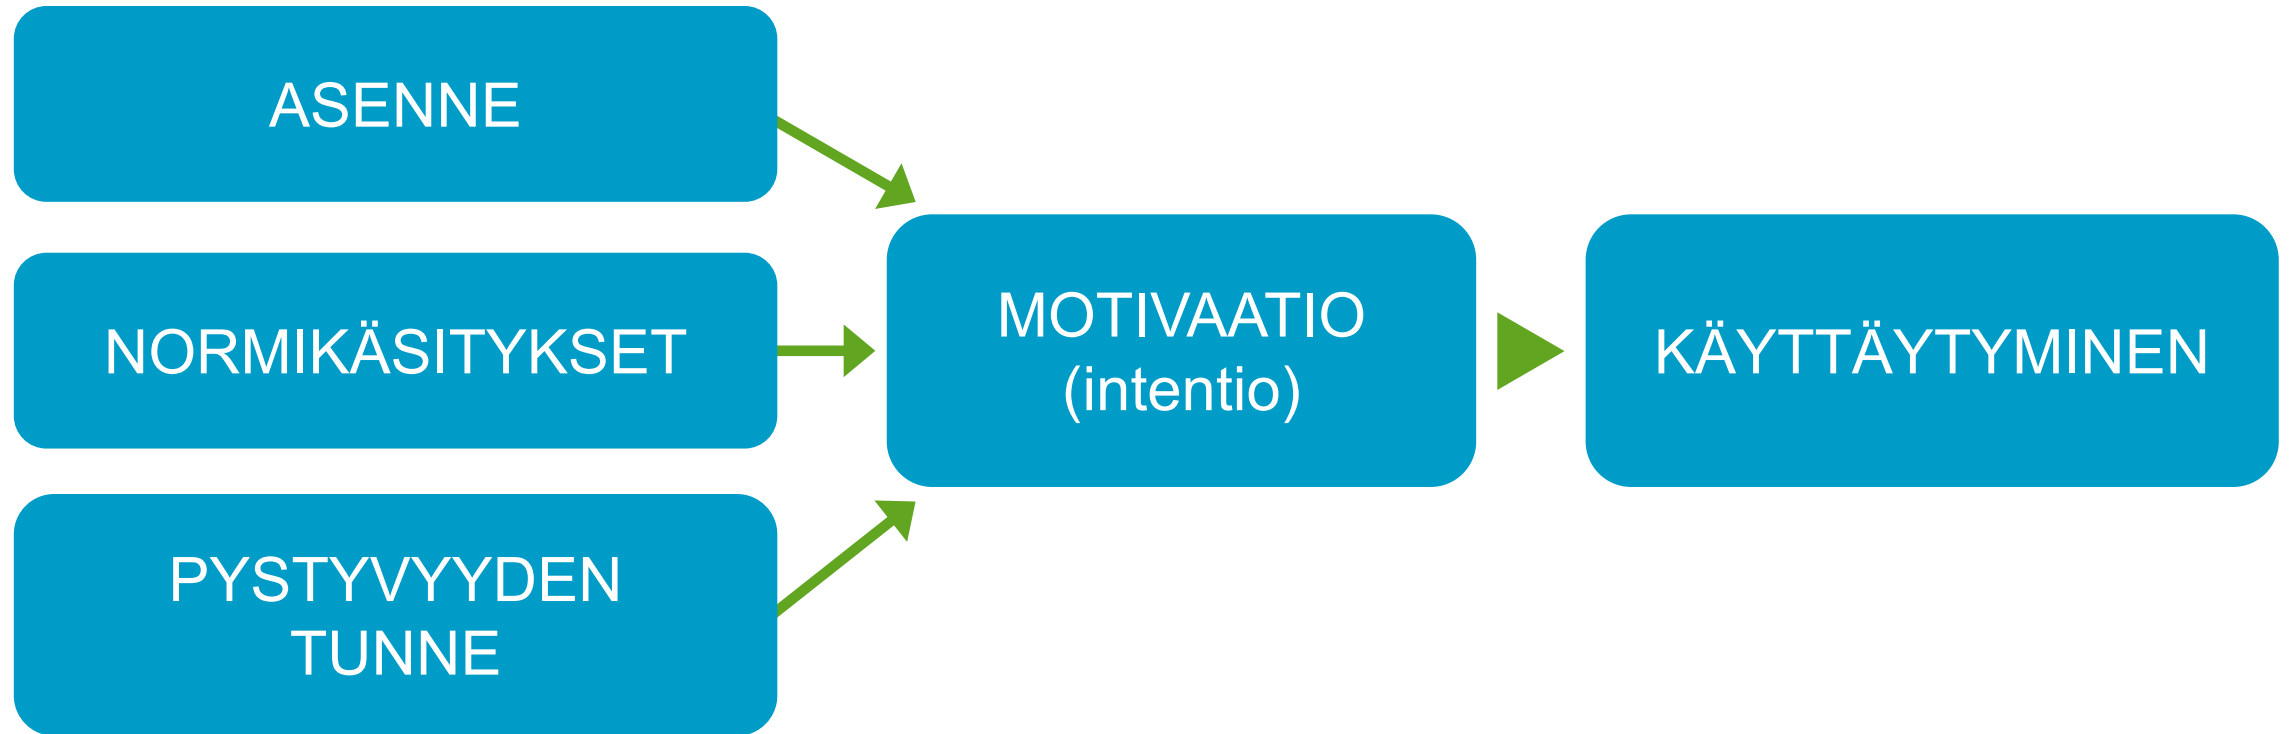 ASENNE
NORMIKÄSITYKSET
PYSTYVYYDEN
TUNNE
MOTIVAATIO
(intentio)
KÄYTTÄYTYMINEN